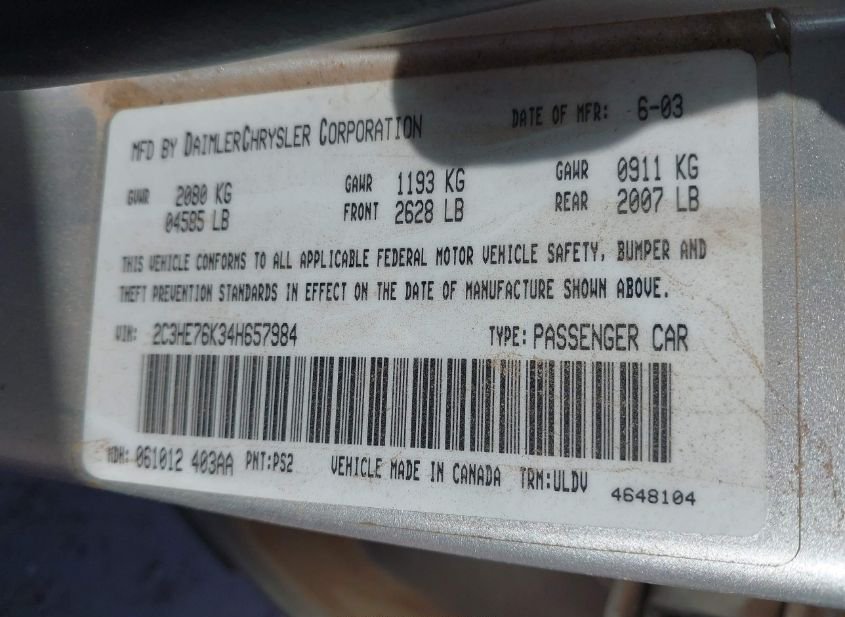 MFD BY DAIMLERCHRYSLER CORPORATION DATE OF MFR: 6-03
GVWR 2080 KG GAWR 1193 KG GAWR 0911 KG
04585 LB FRONT 2628 LB REAR 2007 LB
THIS VEHICLE CONFORMS TO ALL APPLICABLE FEDERAL MOTOR VEHICLE SAFETY, BUMPER AND
THEFT PREVENTION STANDARDS IN EFFECT ON THE DATE OF MANUFACTURE SHOWN ABOVE.
VIN: 2C3HE76K34H657984 TYPE: PASSENGER CAR
MDH: 061012 403AA PNT:PS2 VEHICLE MADE IN CANADA TRM:ULDV 4648104